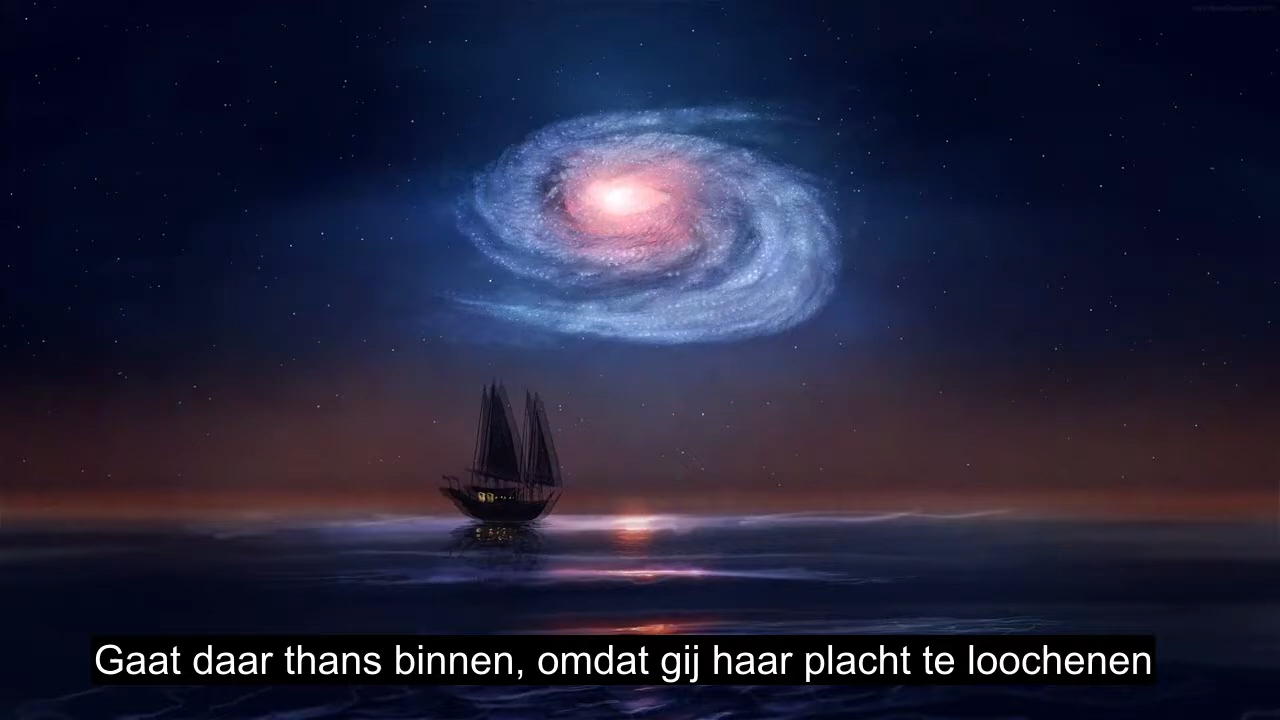 Gaat daar thans binnen, omdat gij haar placht te loochenen